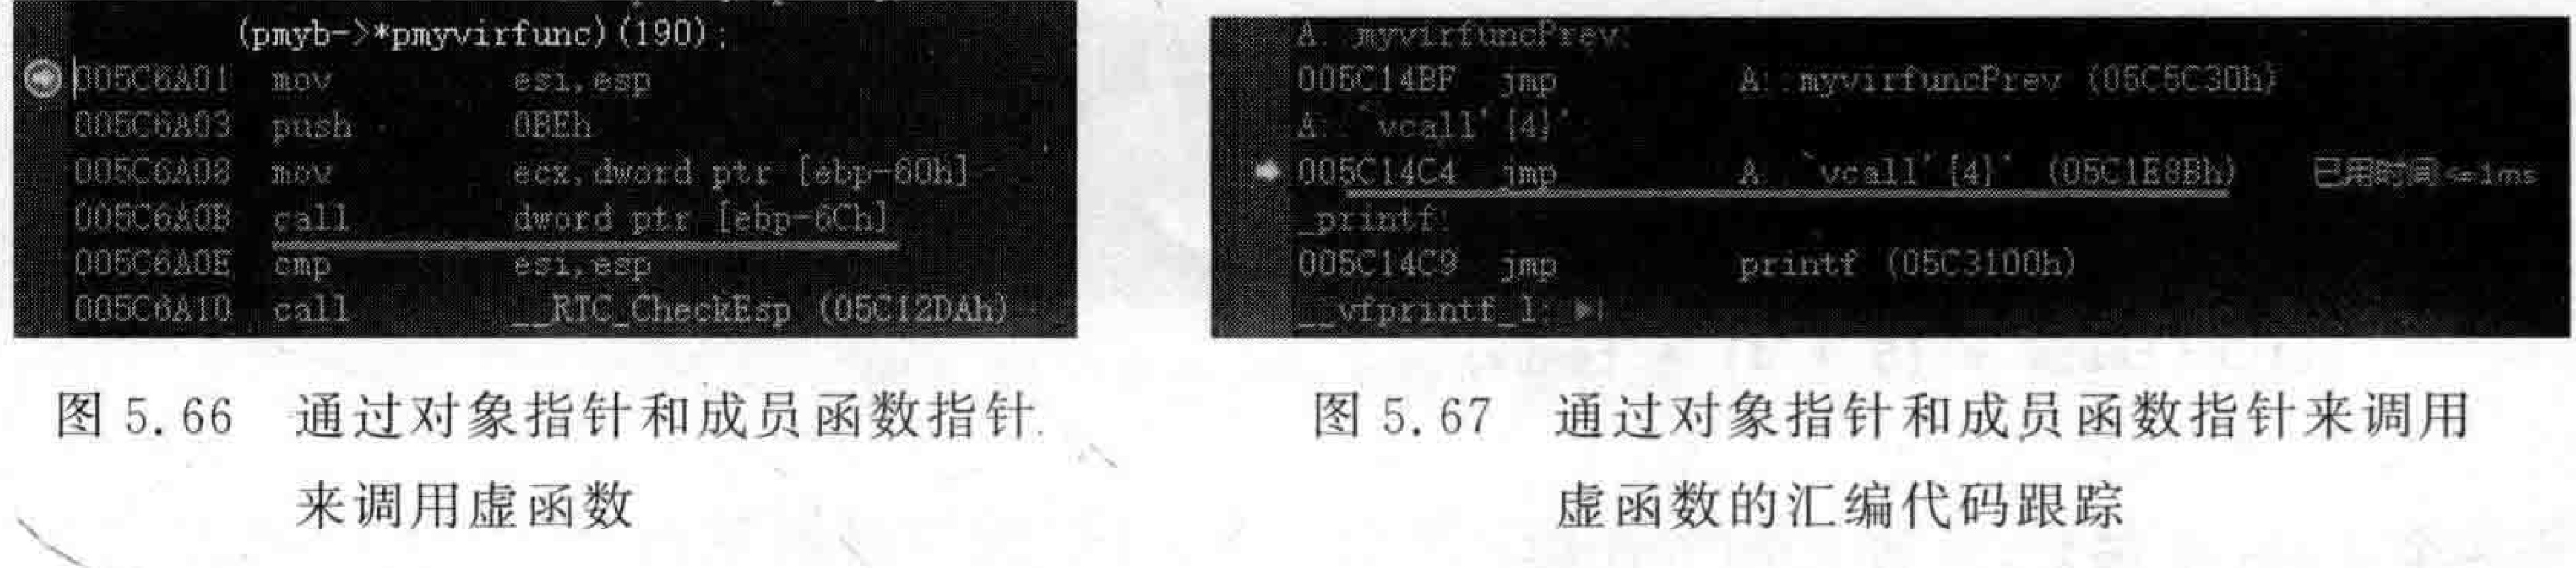 (pmyb->*pmyvirfunc)(190);
005C6A01 mov esi,esp
005C6A03 push 0BEh
005C6A08 mov ecx,dword ptr [ebp-60h]
005C6A0B call dword ptr [ebp-6Ch]
005C6A0E cmp esi,esp
005C6A10 call __RTC_CheckEsp (05C12DAh)
图 5.66 通过对象指针和成员函数指针
来调用虚函数
A::myvirfuncPrev:
005C14BF jmp A::myvirfuncPrev (05C5C30h)
A::`vcall'{4}':
005C14C4 jmp A::`vcall'{4}' (05C1E8Bh) 已用时间<=1ms
_printf:
005C14C9 jmp printf (05C3100h)
__vfprintf_l:
图 5.67 通过对象指针和成员函数指针来调用
虚函数的汇编代码跟踪